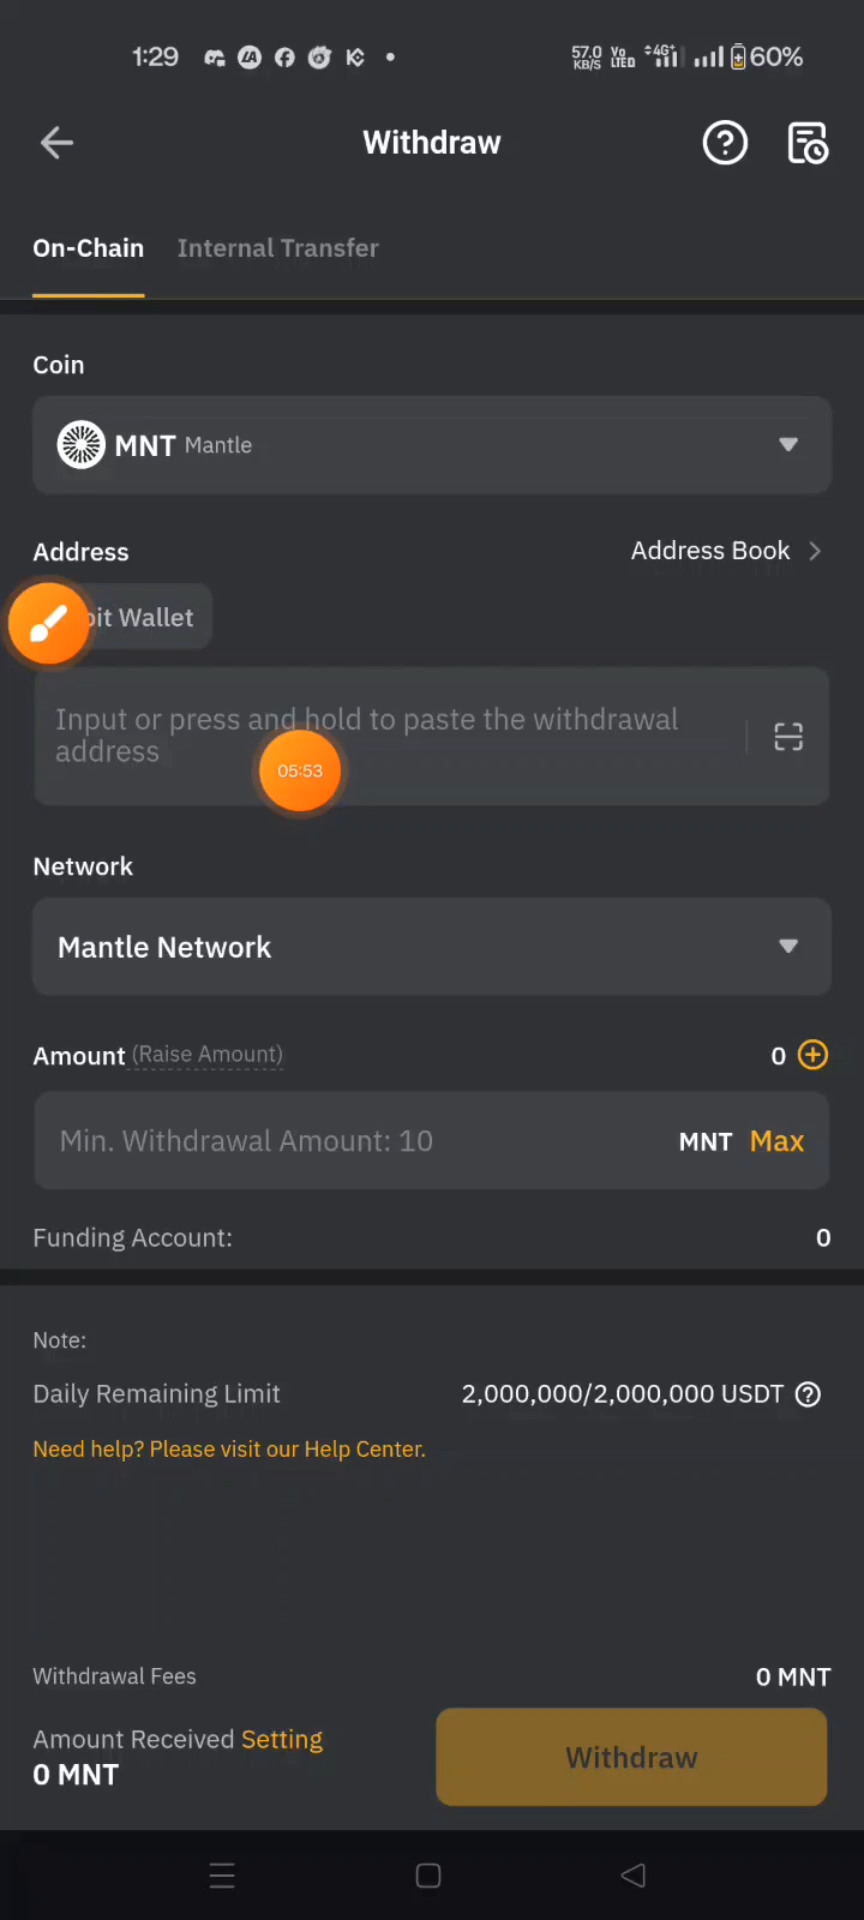 1:29
57.0 KB/S Vo LTED 4G+ 60%
Withdraw
On-Chain Internal Transfer
Coin
MNT Mantle
Address Address Book
bit Wallet
Input or press and hold to paste the withdrawal
address
05:53
Network
Mantle Network
Amount (Raise Amount) 0
Min. Withdrawal Amount: 10 MNT Max
Funding Account: 0
Note:
Daily Remaining Limit 2,000,000/2,000,000 USDT
Need help? Please visit our Help Center.
Withdrawal Fees 0 MNT
Amount Received Setting
0 MNT
Withdraw